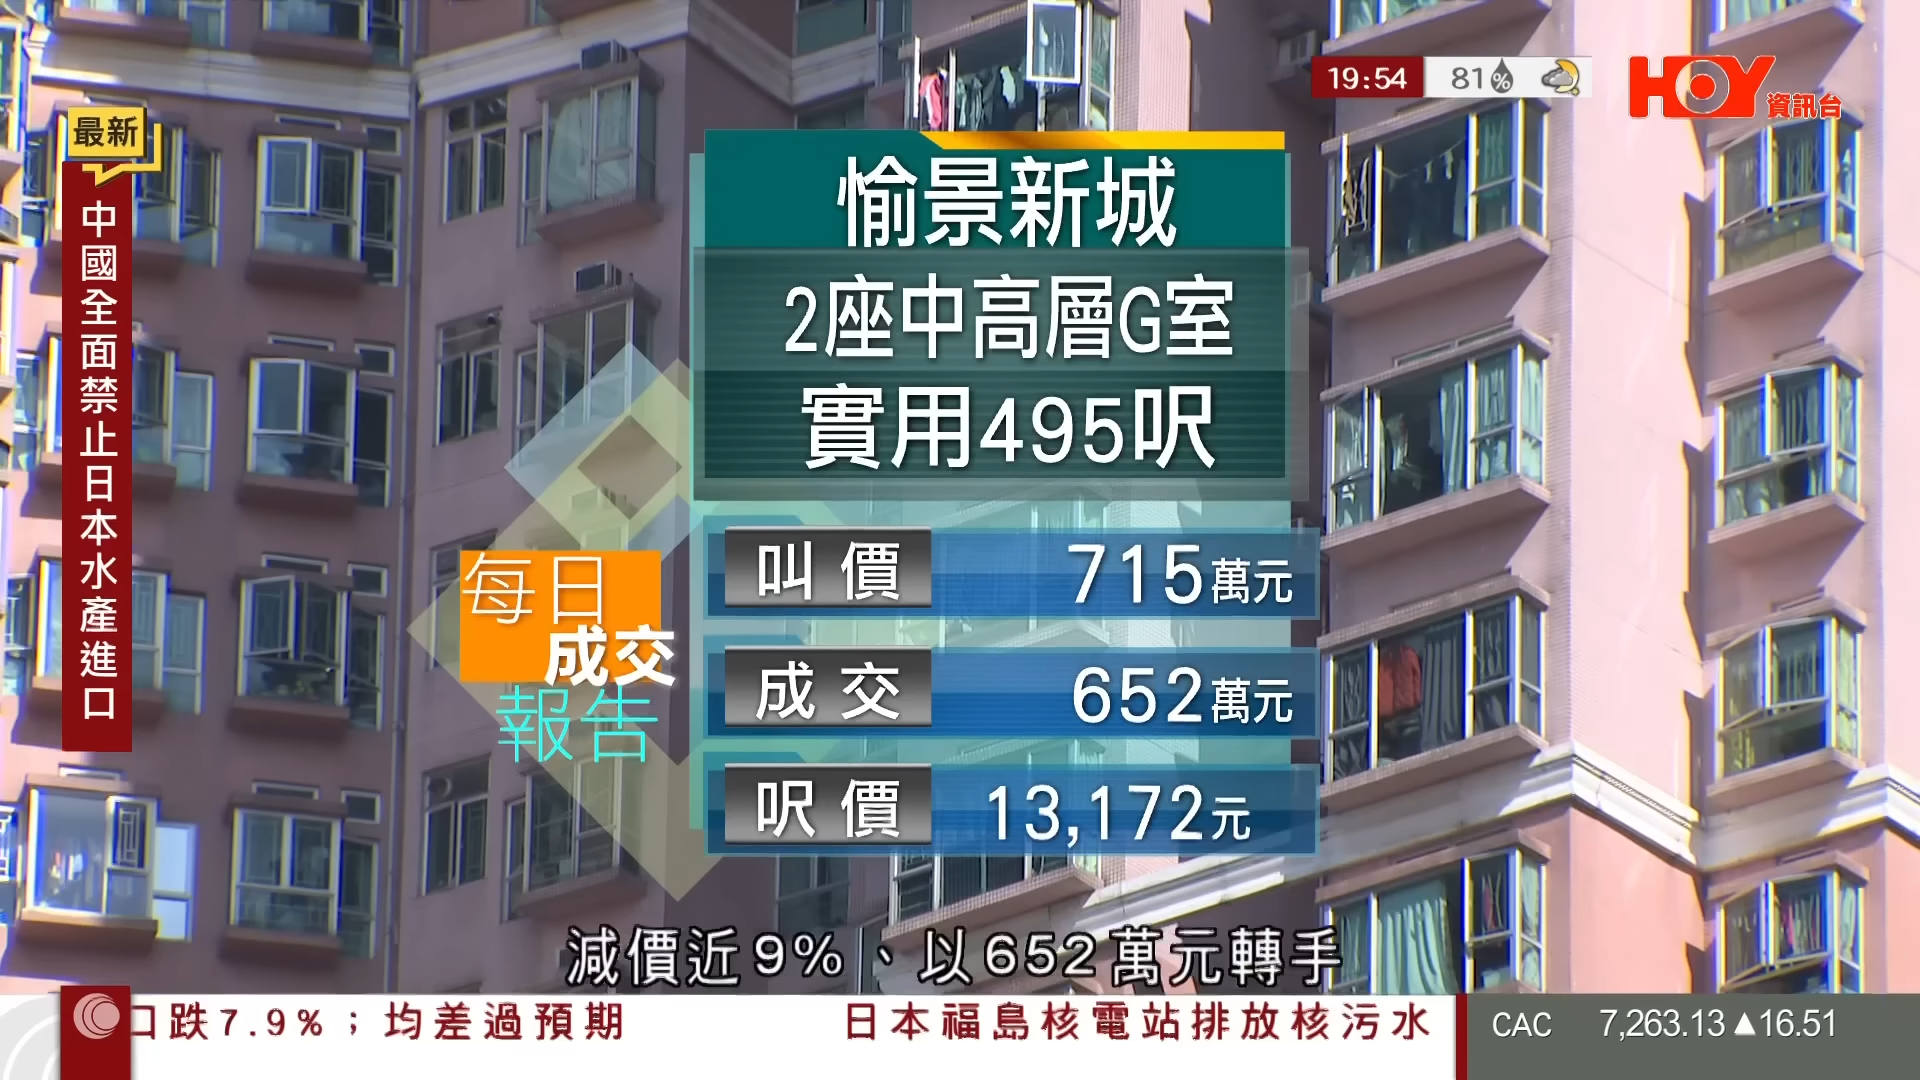 19:54
81%
HOY
資訊台
最新
中國全面禁止日本水產進口
愉景新城
2座中高層G室
實用495呎
每日
成交
報告
叫價 715萬元
成交 652萬元
呎價 13,172元
減價近9%、以652萬元轉手
口跌7.9%；均差過預期 日本福島核電站排放核污水
CAC 7,263.13▲16.51